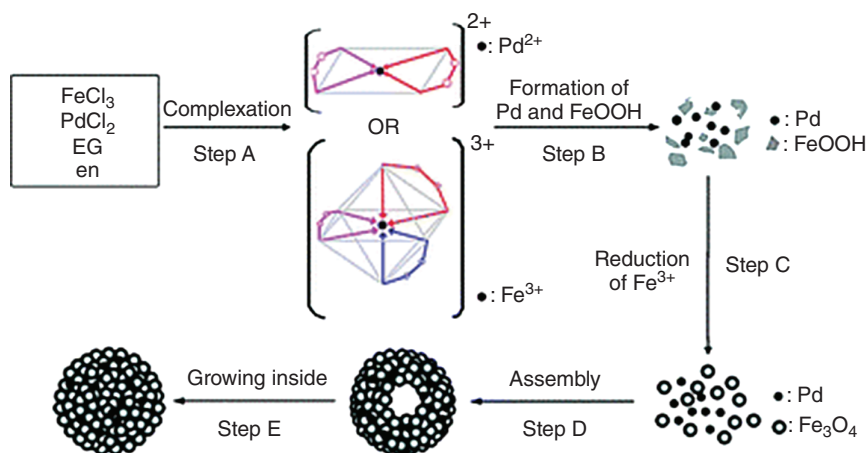 FeCl3
PdCl2
EG
en
Complexation
Step A
2+
●: Pd2+
OR
3+
●: Fe3+
Formation of
Pd and FeOOH
Step B
: Pd
: FeOOH
Reduction
of Fe3+
Step C
: Pd
: Fe3O4
Assembly
Step D
Growing inside
Step E